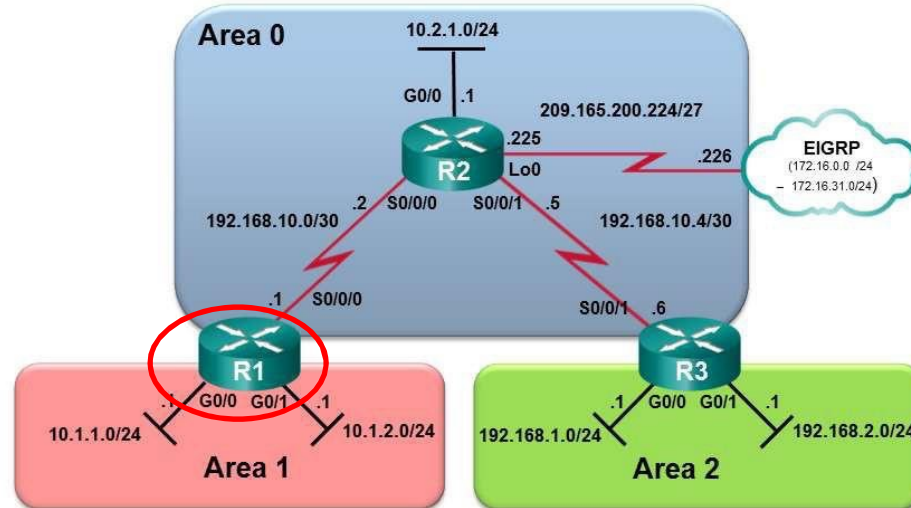 Area 0
10.2.1.0/24
G0/0
.1
209.165.200.224/27
.225
.226
EIGRP
(172.16.0.0 /24
– 172.16.31.0/24)
R2
Lo0
.2
S0/0/0
S0/0/1
.5
192.168.10.0/30
192.168.10.4/30
.1
S0/0/0
S0/0/1
.6
R1
R3
.1
G0/0
G0/1
.1
.1
G0/0
G0/1
.1
10.1.1.0/24
10.1.2.0/24
192.168.1.0/24
192.168.2.0/24
Area 1
Area 2